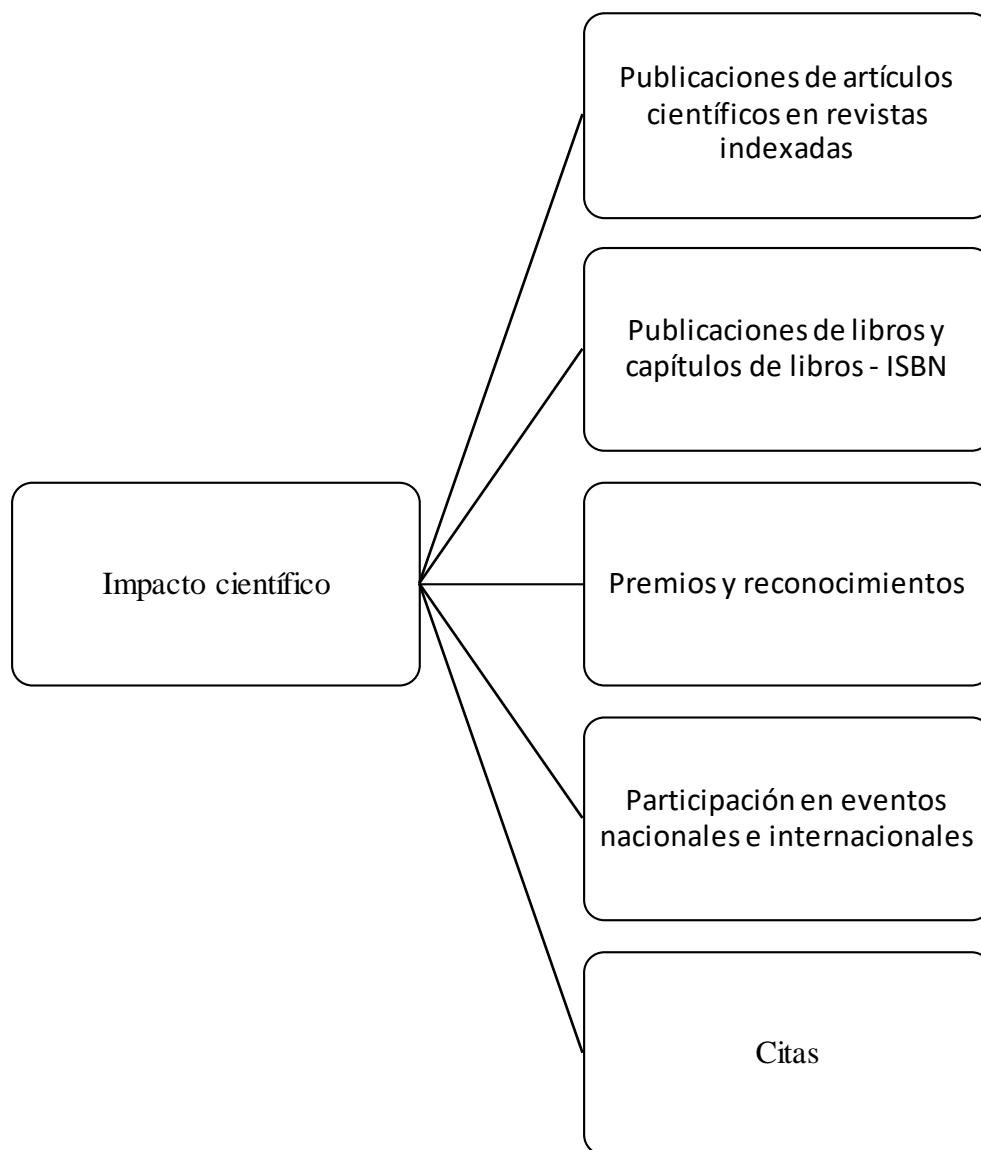 Publicaciones de artículos
científicos en revistas
indexadas
Publicaciones de libros y
capítulos de libros - ISBN
Impacto científico
Premios y reconocimientos
Participación en eventos
nacionales e internacionales
Citas